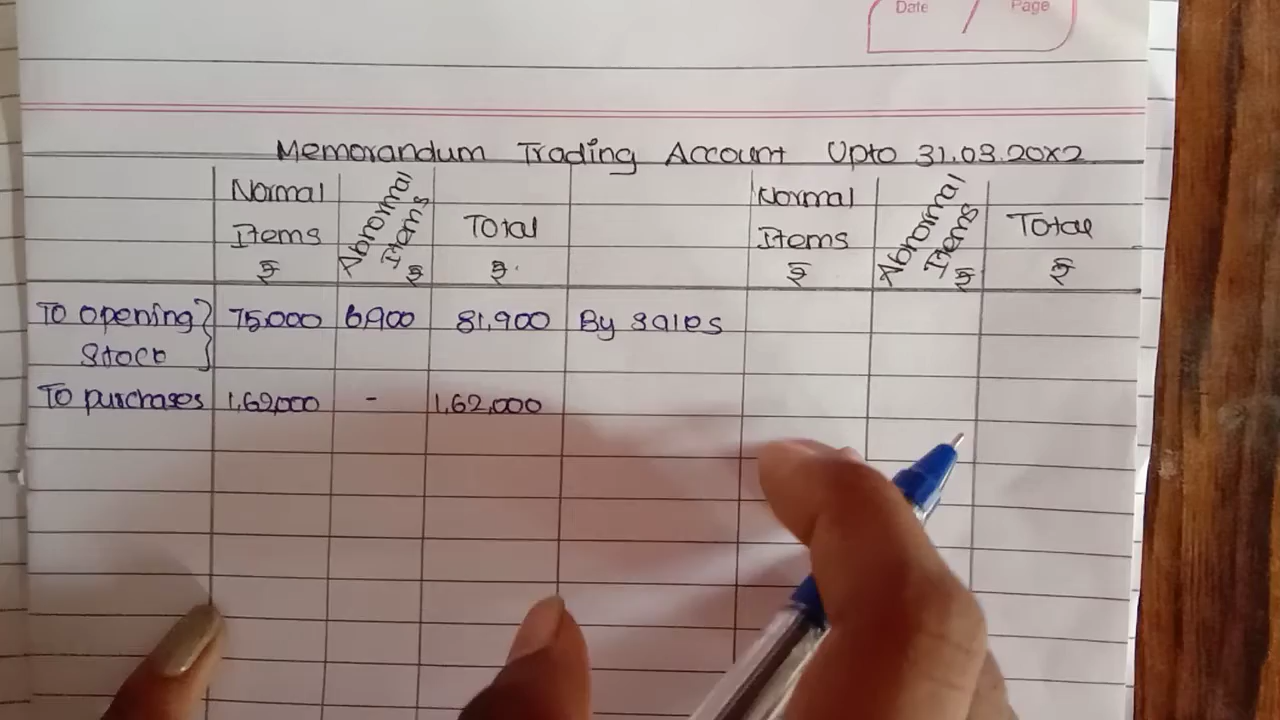 Date / Page
Memorandum Trading Account Upto 31.03.20x2
Normal Items ₹ Abnormal Items ₹ Total ₹ Normal Items ₹ Abnormal Items ₹ Total ₹
To opening Stock } 75,000 6,900 81,900 By sales
To purchases 1,62,000 - 1,62,000